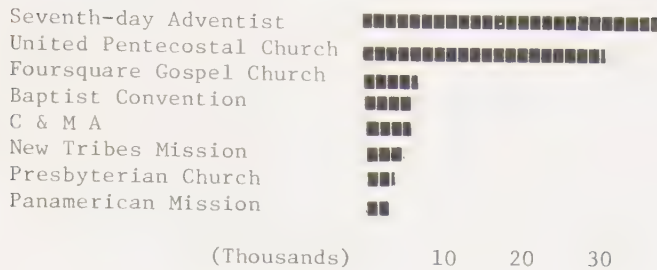 Seventh-day Adventist
United Pentecostal Church
Foursquare Gospel Church
Baptist Convention
C & M A
New Tribes Mission
Presbyterian Church
Panamerican Mission
(Thousands) 10 20 30